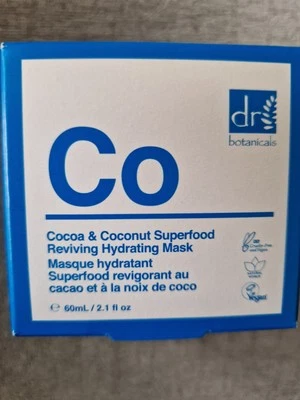 dr
botanicals
Co
Cocoa & Coconut Superfood
Reviving Hydrating Mask
Masque hydratant
Superfood revigorant au
cacao et à la noix de coco
℮ 60mL / 2.1 fl oz